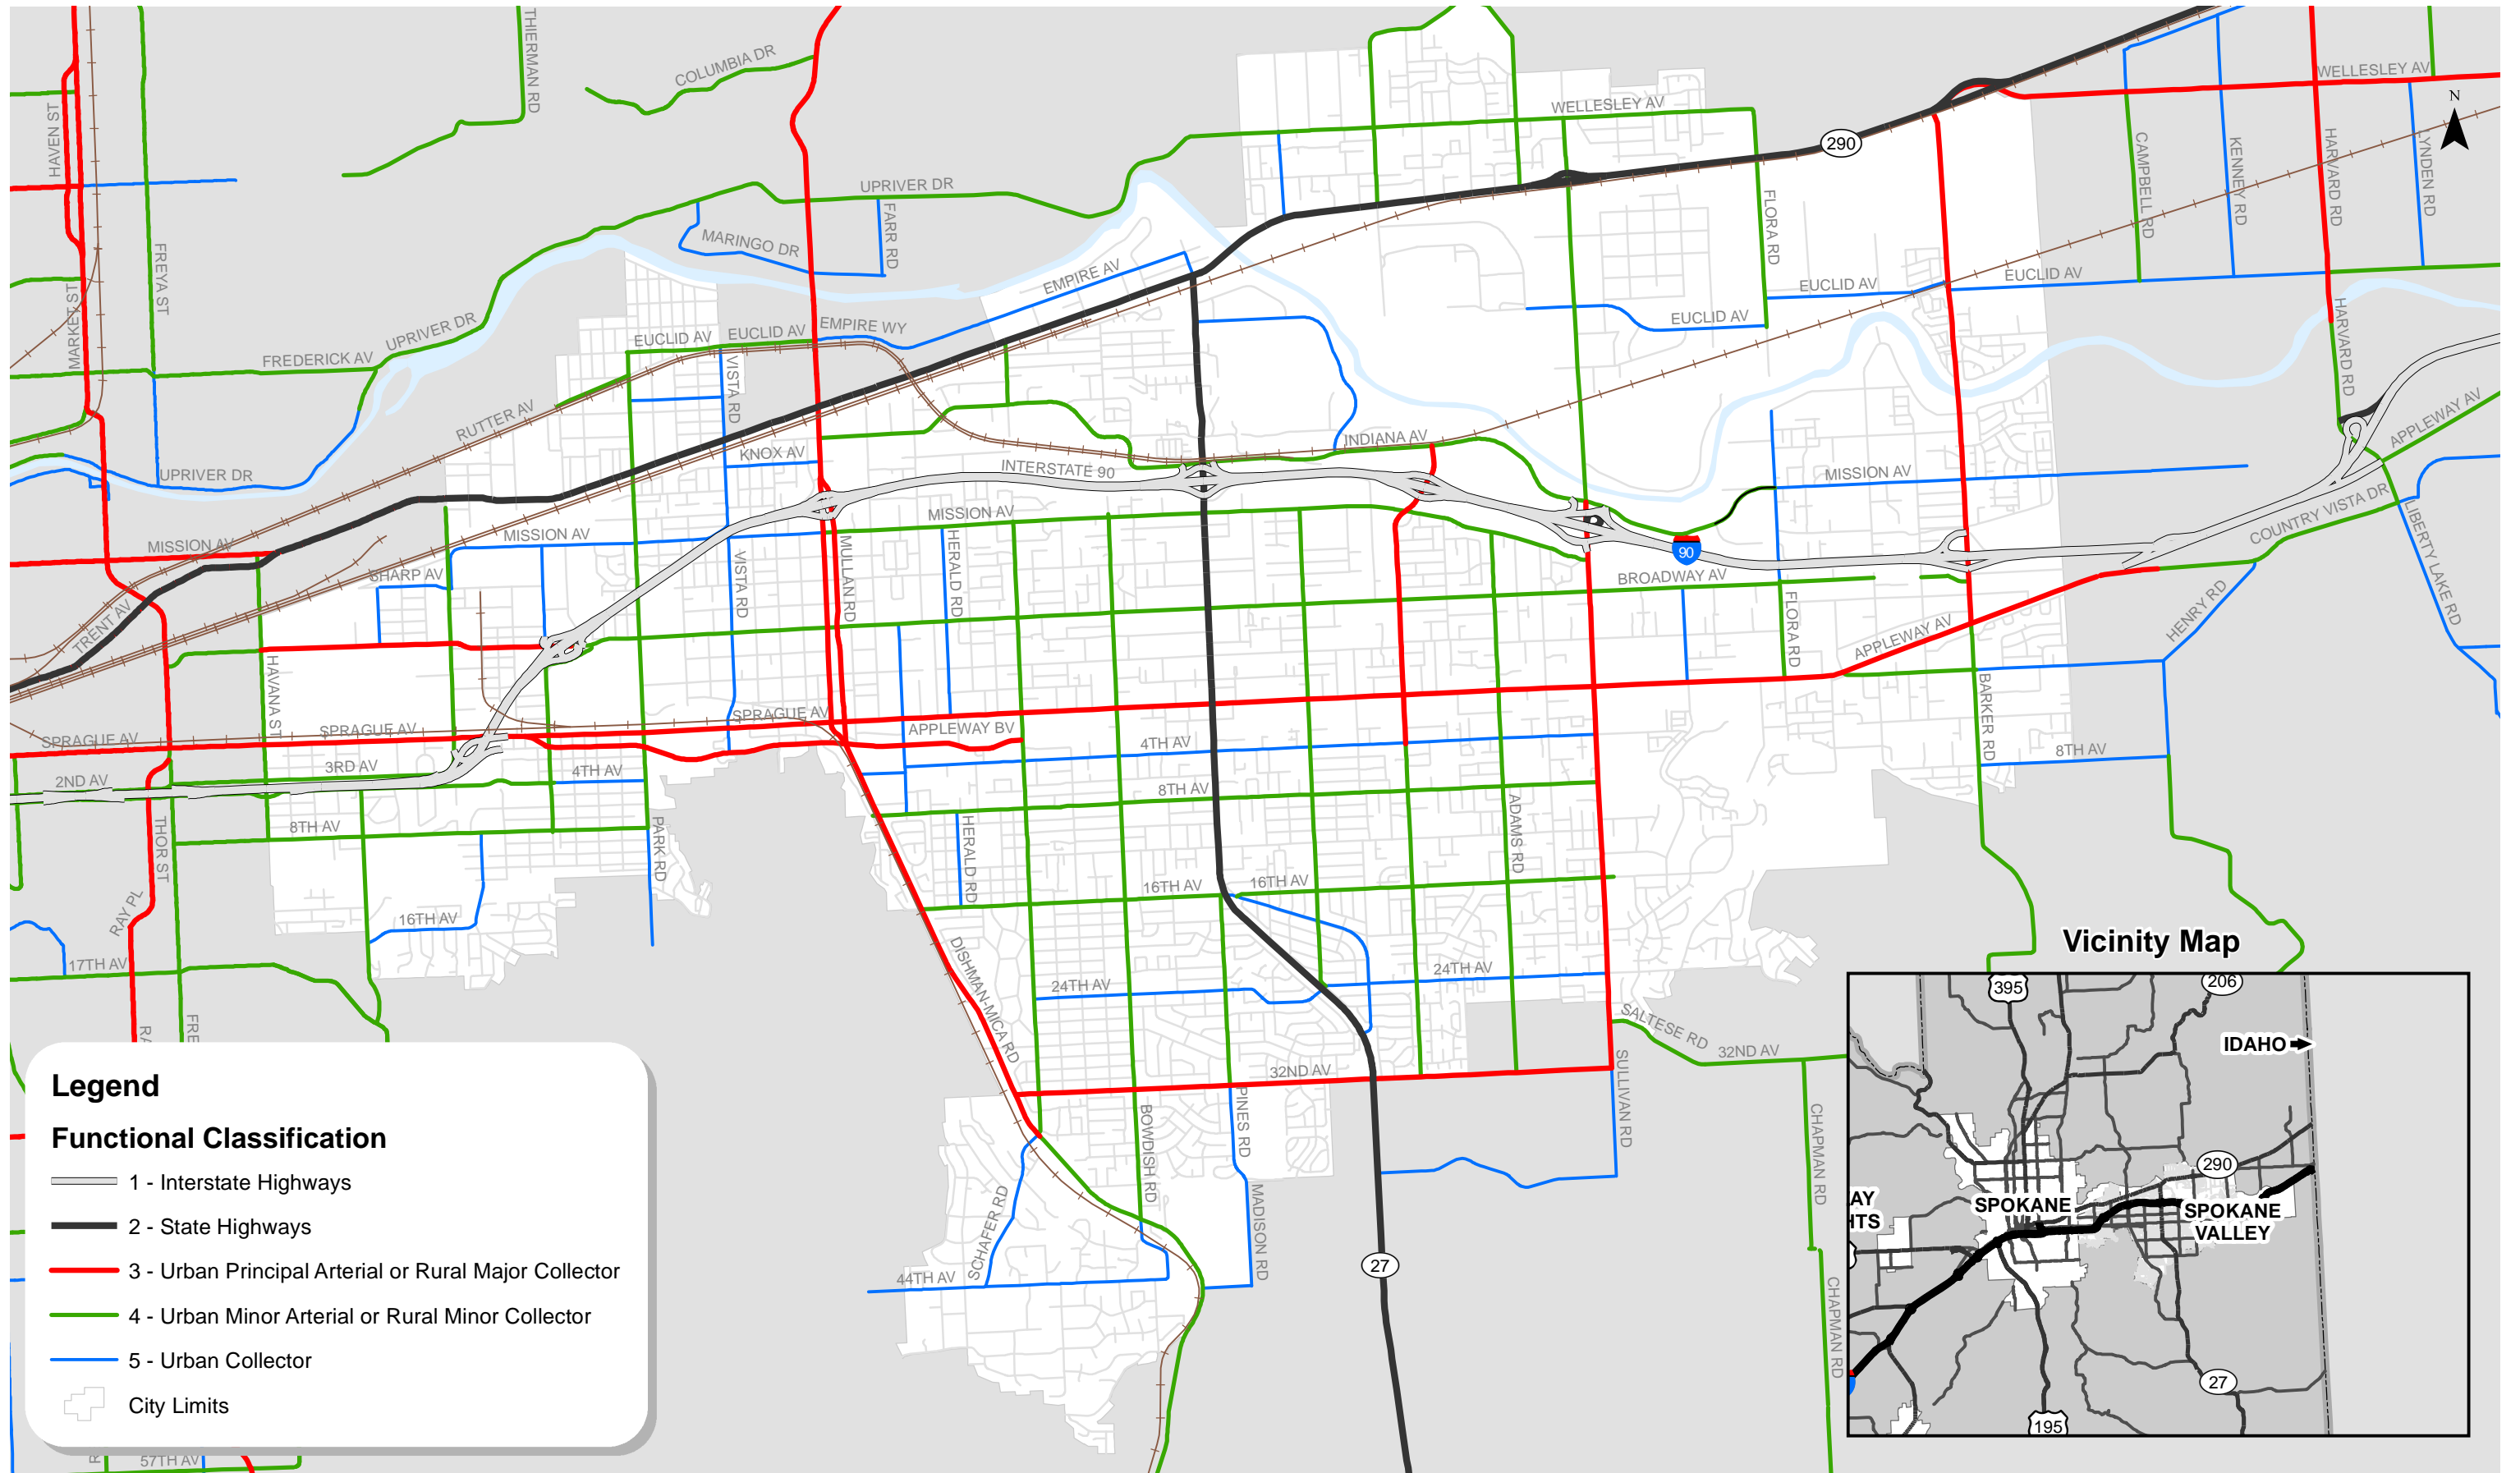 THIERMAN RD
COLUMBIA DR
WELLESLEY AV
WELLESLEY AV
N
HAVEN ST
290
CAMPBELL RD
KENNEY RD
HARVARD RD
LYNDEN RD
UPRIVER DR
FARR RD
FLORA RD
MARINGO DR
FREYA ST
EMPIRE AV
EUCLID AV
EUCLID AV
MARKET ST
UPRIVER DR
EUCLID AV
EUCLID AV
EMPIRE WY
EUCLID AV
HARVARD RD
FREDERICK AV
VISTA RD
RUTTER AV
INDIANA AV
APPLEWAY AV
KNOX AV
INTERSTATE 90
MISSION AV
UPRIVER DR
COUNTRY VISTA DR
MISSION AV
MISSION AV
MISSION AV
LIBERTY LAKE RD
90
SHARP AV
VISTA RD
MULLAN RD
HERALD RD
BROADWAY AV
TRENT AV
FLORA RD
HENRY RD
APPLEWAY AV
HAVANA ST
BARKER RD
SPRAGUE AV
SPRAGUE AV
SPRAGUE AV
APPLEWAY BV
4TH AV
8TH AV
2ND AV
3RD AV
4TH AV
8TH AV
THOR ST
8TH AV
PARK RD
HERALD RD
ADAMS RD
RAY PL
16TH AV
16TH AV
16TH AV
17TH AV
DISHMAN-MICA RD
24TH AV
24TH AV
RA
FRE
SALTESE RD
32ND AV
32ND AV
SULLIVAN RD
CHAPMAN RD
BOWDISH RD
PINES RD
SCHAFER RD
MADISON RD
44TH AV
27
CHAPMAN RD
R
57TH AV
Legend
Functional Classification
1 - Interstate Highways
2 - State Highways
3 - Urban Principal Arterial or Rural Major Collector
4 - Urban Minor Arterial or Rural Minor Collector
5 - Urban Collector
City Limits
Vicinity Map
395
206
IDAHO
290
AY
HTS
SPOKANE
SPOKANE
VALLEY
27
195